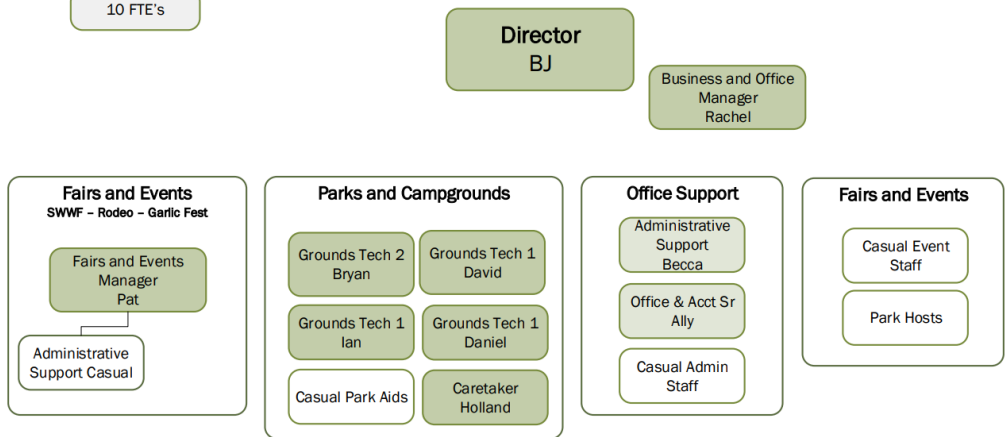 10 FTE's
Director
BJ
Business and Office
Manager
Rachel
Fairs and Events
SWWF – Rodeo – Garlic Fest
Fairs and Events
Manager
Pat
Administrative
Support Casual
Parks and Campgrounds
Grounds Tech 2
Bryan
Grounds Tech 1
David
Grounds Tech 1
Ian
Grounds Tech 1
Daniel
Casual Park Aids
Caretaker
Holland
Office Support
Administrative
Support
Becca
Office & Acct Sr
Ally
Casual Admin
Staff
Fairs and Events
Casual Event
Staff
Park Hosts